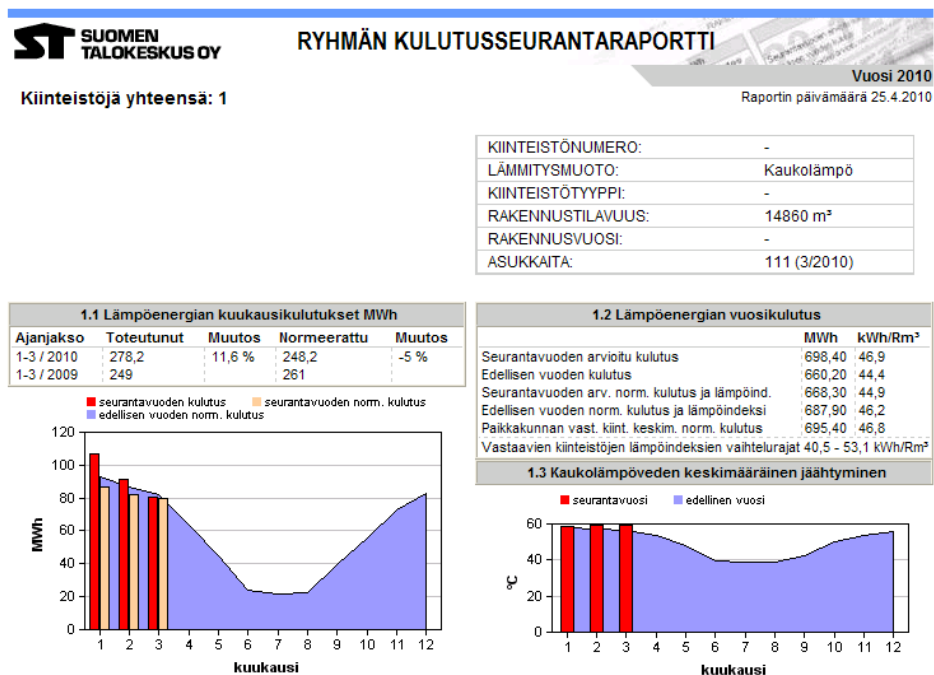 SUOMEN
TALOKESKUS OY
RYHMÄN KULUTUSSEURANTARAPORTTI
Vuosi 2010
Kiinteistöjä yhteensä: 1
Raportin päivämäärä 25.4.2010
KIINTEISTÖNUMERO: -
LÄMMITYSMUOTO: Kaukolämpö
KIINTEISTÖTYYPPI: -
RAKENNUSTILAVUUS: 14860 m³
RAKENNUSVUOSI: -
ASUKKAITA: 111 (3/2010)
1.1 Lämpöenergian kuukausikulutukset MWh
Ajanjakso Toteutunut Muutos Normeerattu Muutos
1-3 / 2010 278,2 11,6 % 248,2 -5 %
1-3 / 2009 249 261
seurantavuoden kulutus seurantavuoden norm. kulutus
edellisen vuoden norm. kulutus
120
100
80
60
40
20
0
MWh
1 2 3 4 5 6 7 8 9 10 11 12
kuukausi
1.2 Lämpöenergian vuosikulutus
MWh kWh/Rm³
Seurantavuoden arvioitu kulutus 698,40 46,9
Edellisen vuoden kulutus 660,20 44,4
Seurantavuoden arv. norm. kulutus ja lämpöind. 668,30 44,9
Edellisen vuoden norm. kulutus ja lämpöindeksi 687,90 46,2
Paikkakunnan vast. kiint. keskim. norm. kulutus 695,40 46,8
Vastaavien kiinteistöjen lämpöindeksien vaihtelurajat 40,5 - 53,1 kWh/Rm³
1.3 Kaukolämpöveden keskimääräinen jäähtyminen
seurantavuosi edellinen vuosi
60
40
20
0
°C
1 2 3 4 5 6 7 8 9 10 11 12
kuukausi